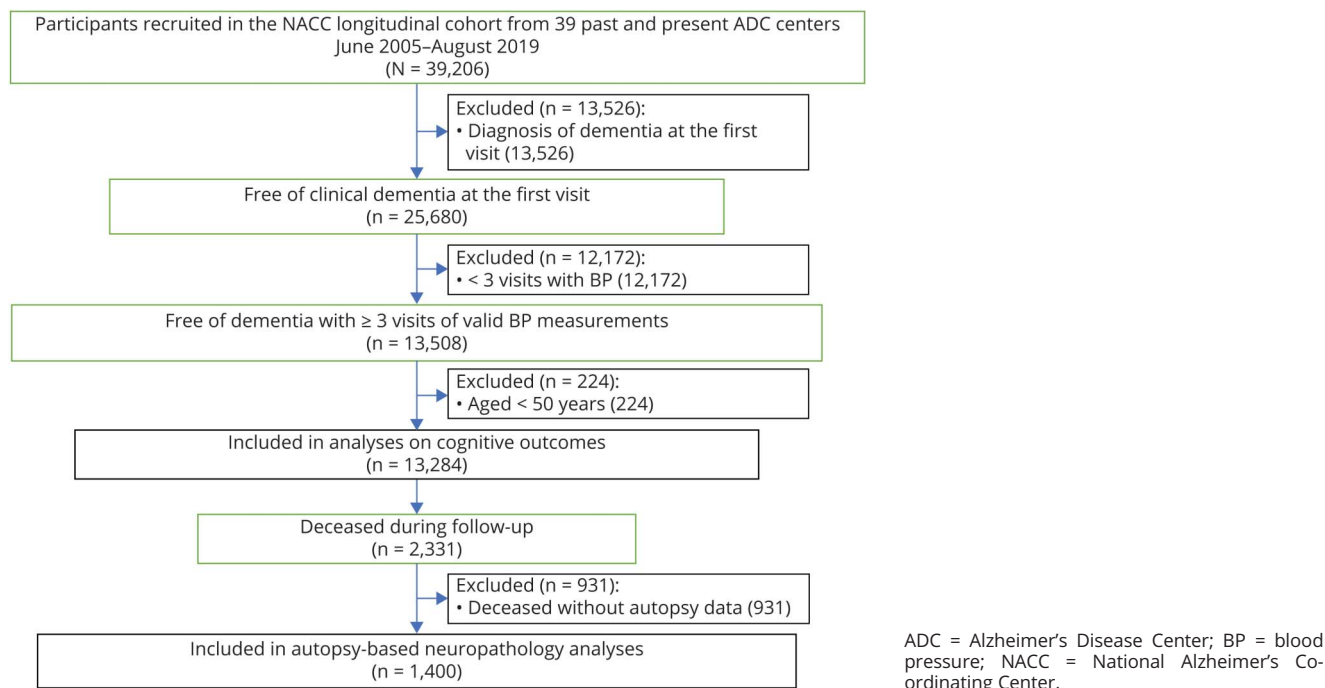 Participants recruited in the NACC longitudinal cohort from 39 past and present ADC centers
June 2005–August 2019
(N = 39,206)
Excluded (n = 13,526):
• Diagnosis of dementia at the first
visit (13,526)
Free of clinical dementia at the first visit
(n = 25,680)
Excluded (n = 12,172):
• < 3 visits with BP (12,172)
Free of dementia with ≥ 3 visits of valid BP measurements
(n = 13,508)
Excluded (n = 224):
• Aged < 50 years (224)
Included in analyses on cognitive outcomes
(n = 13,284)
Deceased during follow-up
(n = 2,331)
Excluded (n = 931):
• Deceased without autopsy data (931)
Included in autopsy-based neuropathology analyses
(n = 1,400)
ADC = Alzheimer's Disease Center; BP = blood
pressure; NACC = National Alzheimer's Co-
ordinating Center.